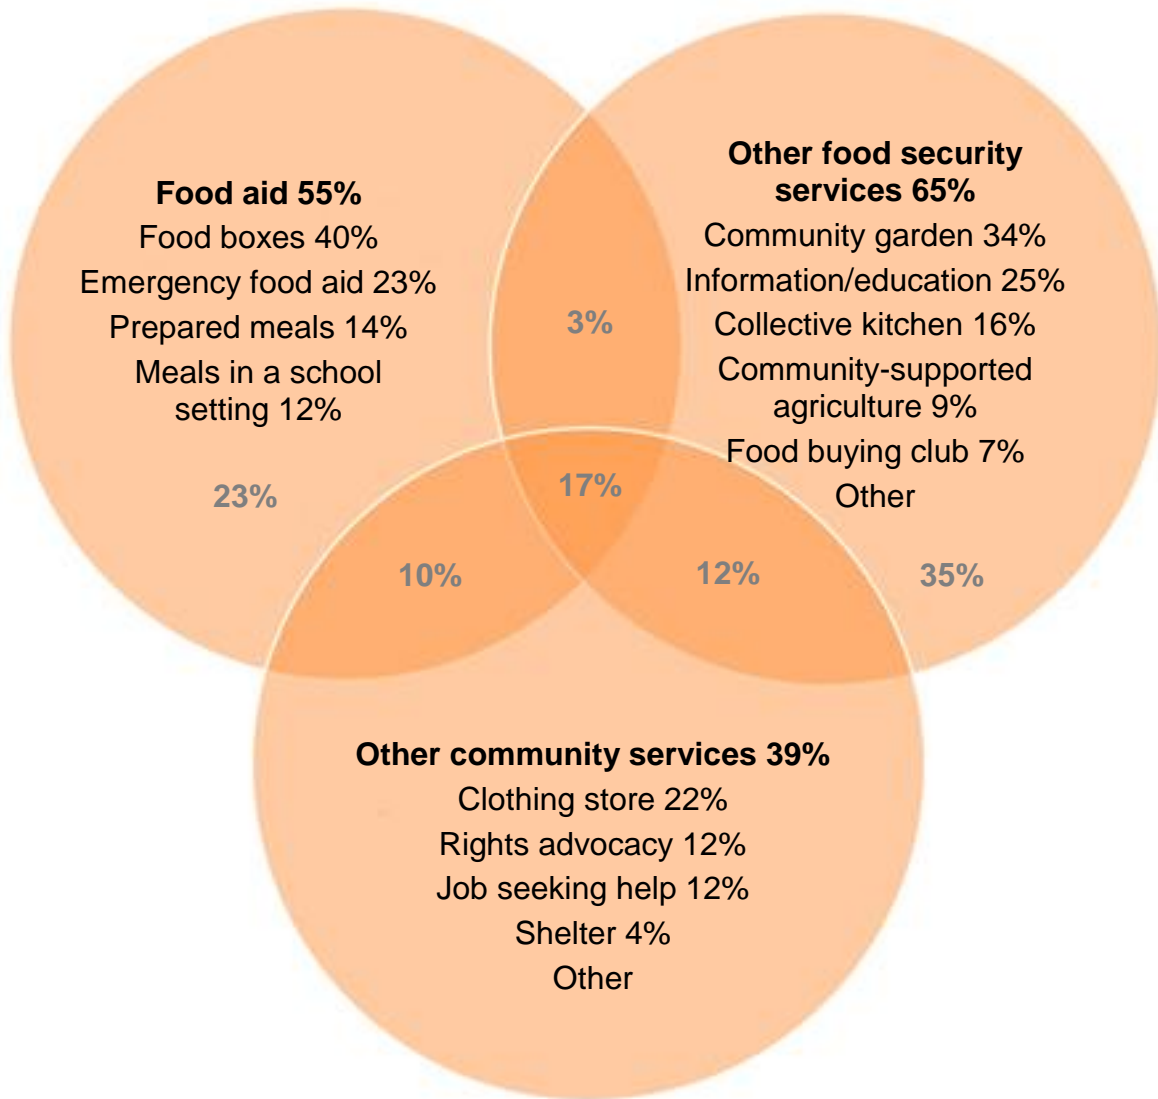 Food aid 55%
Food boxes 40%
Emergency food aid 23%
Prepared meals 14%
Meals in a school
setting 12%
23%
3%
Other food security
services 65%
Community garden 34%
Information/education 25%
Collective kitchen 16%
Community-supported
agriculture 9%
Food buying club 7%
Other
17%
10%
12%
35%
Other community services 39%
Clothing store 22%
Rights advocacy 12%
Job seeking help 12%
Shelter 4%
Other